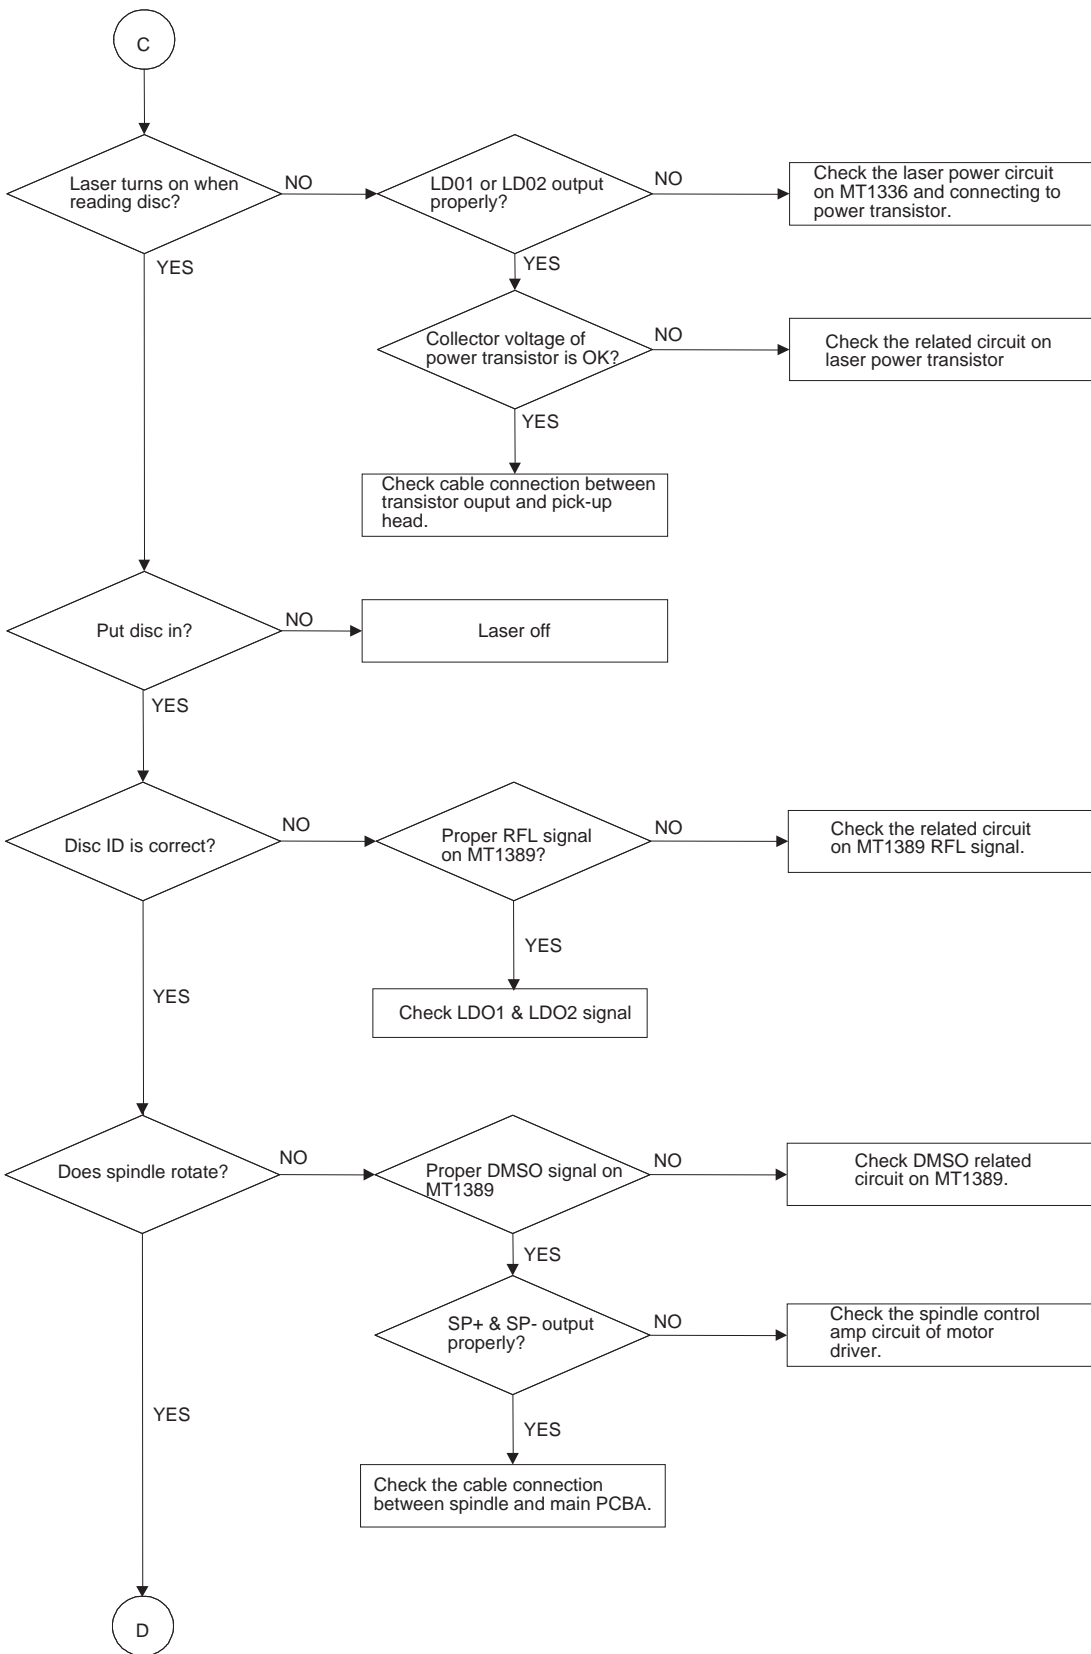 C
Laser turns on when
reading disc?
NO
LD01 or LD02 output
properly?
NO
Check the laser power circuit
on MT1336 and connecting to
power transistor.
YES
YES
Collector voltage of
power transistor is OK?
NO
Check the related circuit on
laser power transistor
YES
Check cable connection between
transistor ouput and pick-up
head.
Put disc in?
NO
Laser off
YES
Disc ID is correct?
NO
Proper RFL signal
on MT1389?
NO
Check the related circuit
on MT1389 RFL signal.
YES
YES
Check LDO1 & LDO2 signal
Does spindle rotate?
NO
Proper DMSO signal on
MT1389
NO
Check DMSO related
circuit on MT1389.
YES
SP+ & SP- output
properly?
NO
Check the spindle control
amp circuit of motor
driver.
YES
YES
Check the cable connection
between spindle and main PCBA.
D